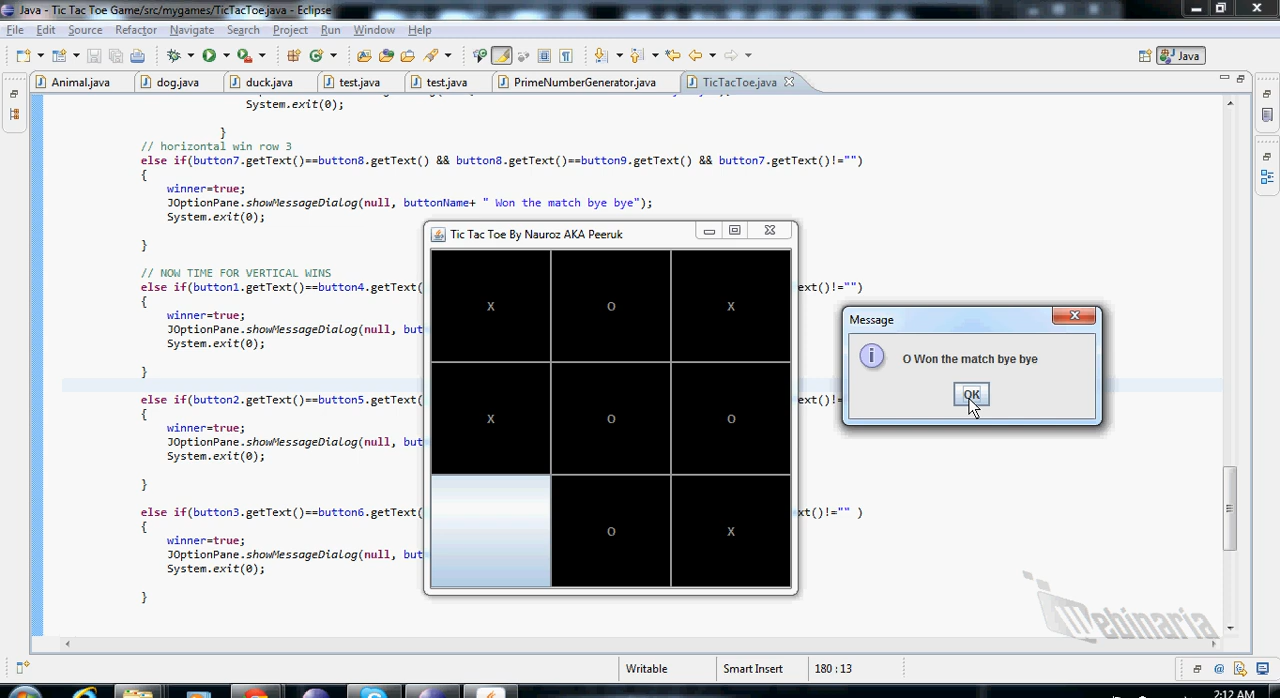 Java - Tic Tac Toe Game/src/mygames/TicTacToe.java - Eclipse
File Edit Source Refactor Navigate Search Project Run Window Help
Java
Animal.java dog.java duck.java test.java test.java PrimeNumberGenerator.java TicTacToe.java
System.exit(0);
}
// horizontal win row 3
else if(button7.getText()==button8.getText() && button8.getText()==button9.getText() && button7.getText()!="")
{
winner=true;
JOptionPane.showMessageDialog(null, buttonName+ " Won the match bye bye");
System.exit(0);
}
// NOW TIME FOR VERTICAL WINS
else if(button1.getText()==button4.getText( ext()!="")
{
winner=true;
JOptionPane.showMessageDialog(null, but
System.exit(0);
}
else if(button2.getText()==button5.getText( ext()!=
{
winner=true;
JOptionPane.showMessageDialog(null, but
System.exit(0);
}
else if(button3.getText()==button6.getText( xt()!="" )
{
winner=true;
JOptionPane.showMessageDialog(null, but
System.exit(0);
}
Tic Tac Toe By Nauroz AKA Peeruk
X O X
X O O
O X
Message
O Won the match bye bye
OK
Webinaria
Writable Smart Insert 180 : 13
2:12 AM